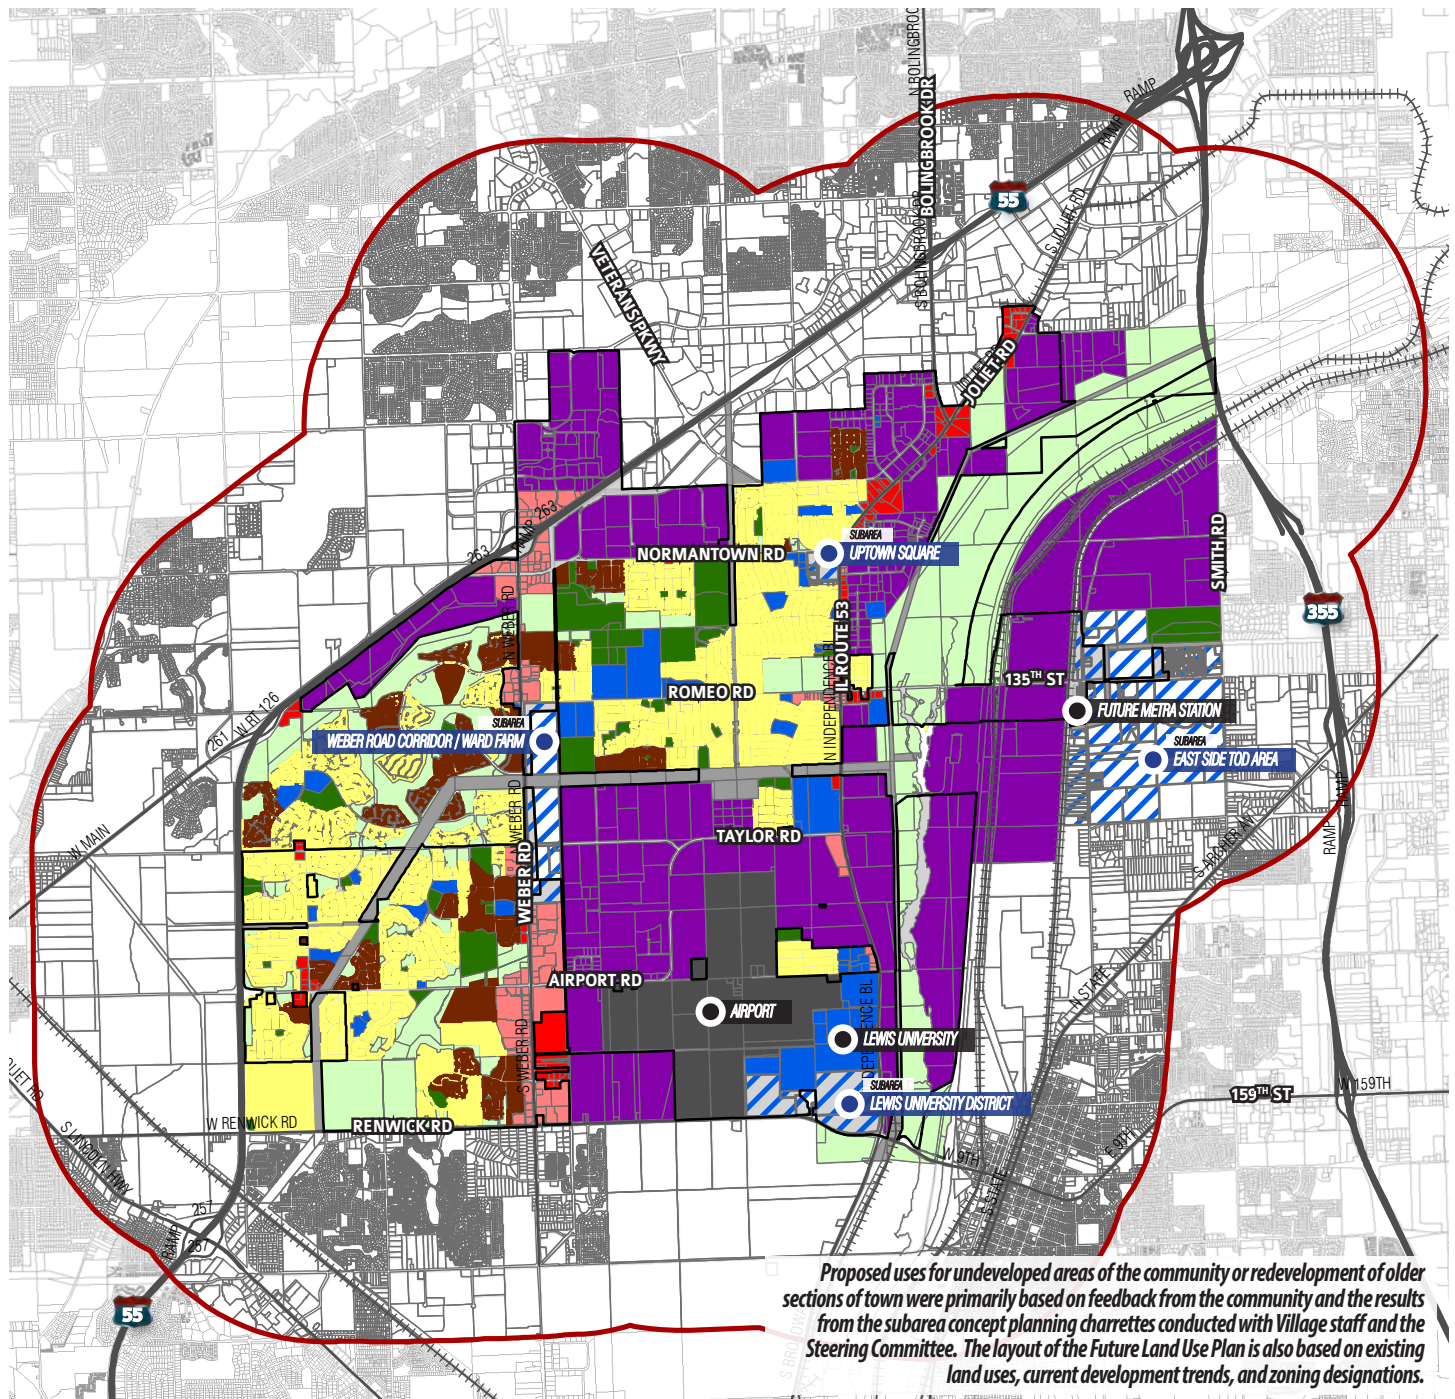 N BOLINGBROOK
BOLINGBROOK DR
S BOLINGBROOK DR
RAMP
RAMP
55
S JOLIET RD
VETERANS PKWY
JOLIET RD
263
RAMP
263
NORMANTOWN RD
SUBAREA
UPTOWN SQUARE
SMITH RD
355
N WEBER RD
IL ROUTE 53
N INDEPENDENCE BL
ROMEO RD
135TH ST
FUTURE METRA STATION
W RT 126
261
SUBAREA
WEBER ROAD CORRIDOR / WARD FARM
SUBAREA
EAST SIDE TOD AREA
RAMP
RAMP
W MAIN
N WEBER RD
TAYLOR RD
S ARCHER AV
WEBER RD
AIRPORT RD
N STATE
AIRPORT
LEWIS UNIVERSITY
S WEBER RD
SUBAREA
LEWIS UNIVERSITY DISTRICT
W 159TH
159TH ST
W RENWICK RD
RENWICK RD
S LINCOLN HWY
W 9TH
E 9TH
S STATE
257
RAMP
257
55
Proposed uses for undeveloped areas of the community or redevelopment of older
sections of town were primarily based on feedback from the community and the results
from the subarea concept planning charrettes conducted with Village staff and the
Steering Committee. The layout of the Future Land Use Plan is also based on existing
land uses, current development trends, and zoning designations.